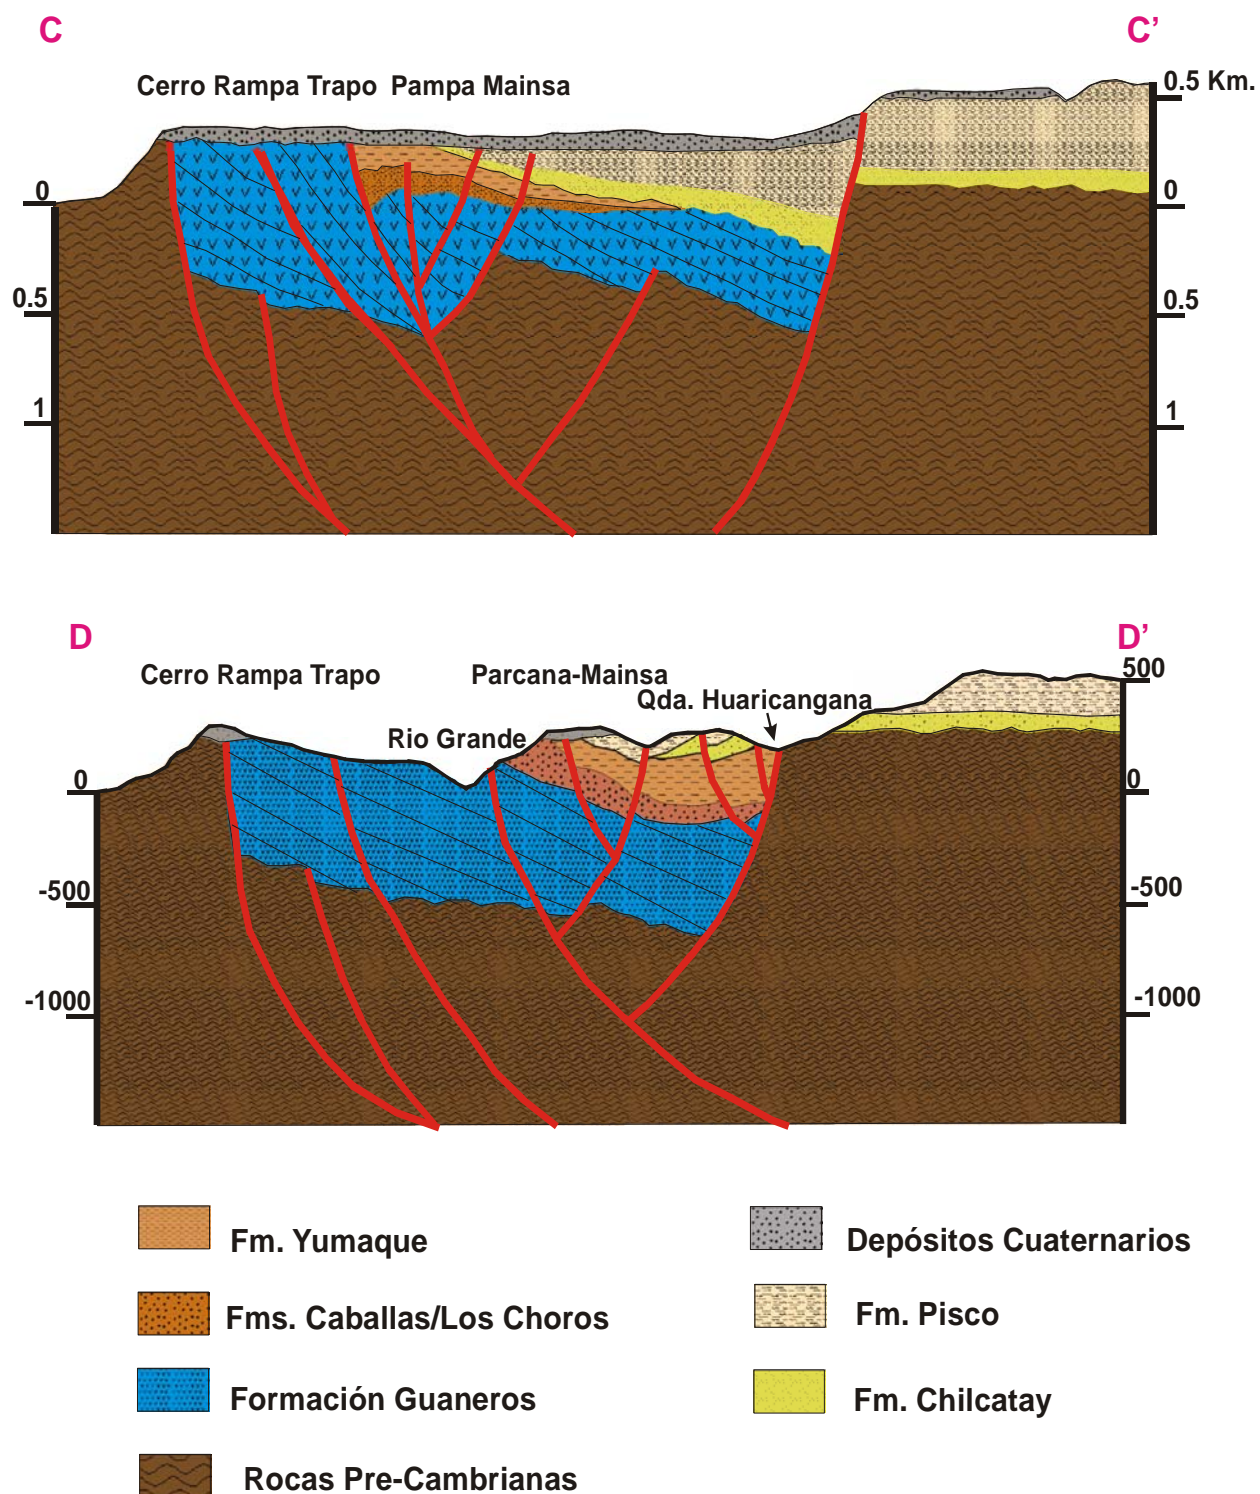 C
C’
Cerro Rampa Trapo Pampa Mainsa
0.5 Km.
0
0
0.5
0.5
1
1
D
D’
Cerro Rampa Trapo
Parcana-Mainsa
500
Qda. Huaricangana
Rio Grande
0
0
-500
-500
-1000
-1000
Fm. Yumaque
Depósitos Cuaternarios
Fms. Caballas/Los Choros
Fm. Pisco
Formación Guaneros
Fm. Chilcatay
Rocas Pre-Cambrianas